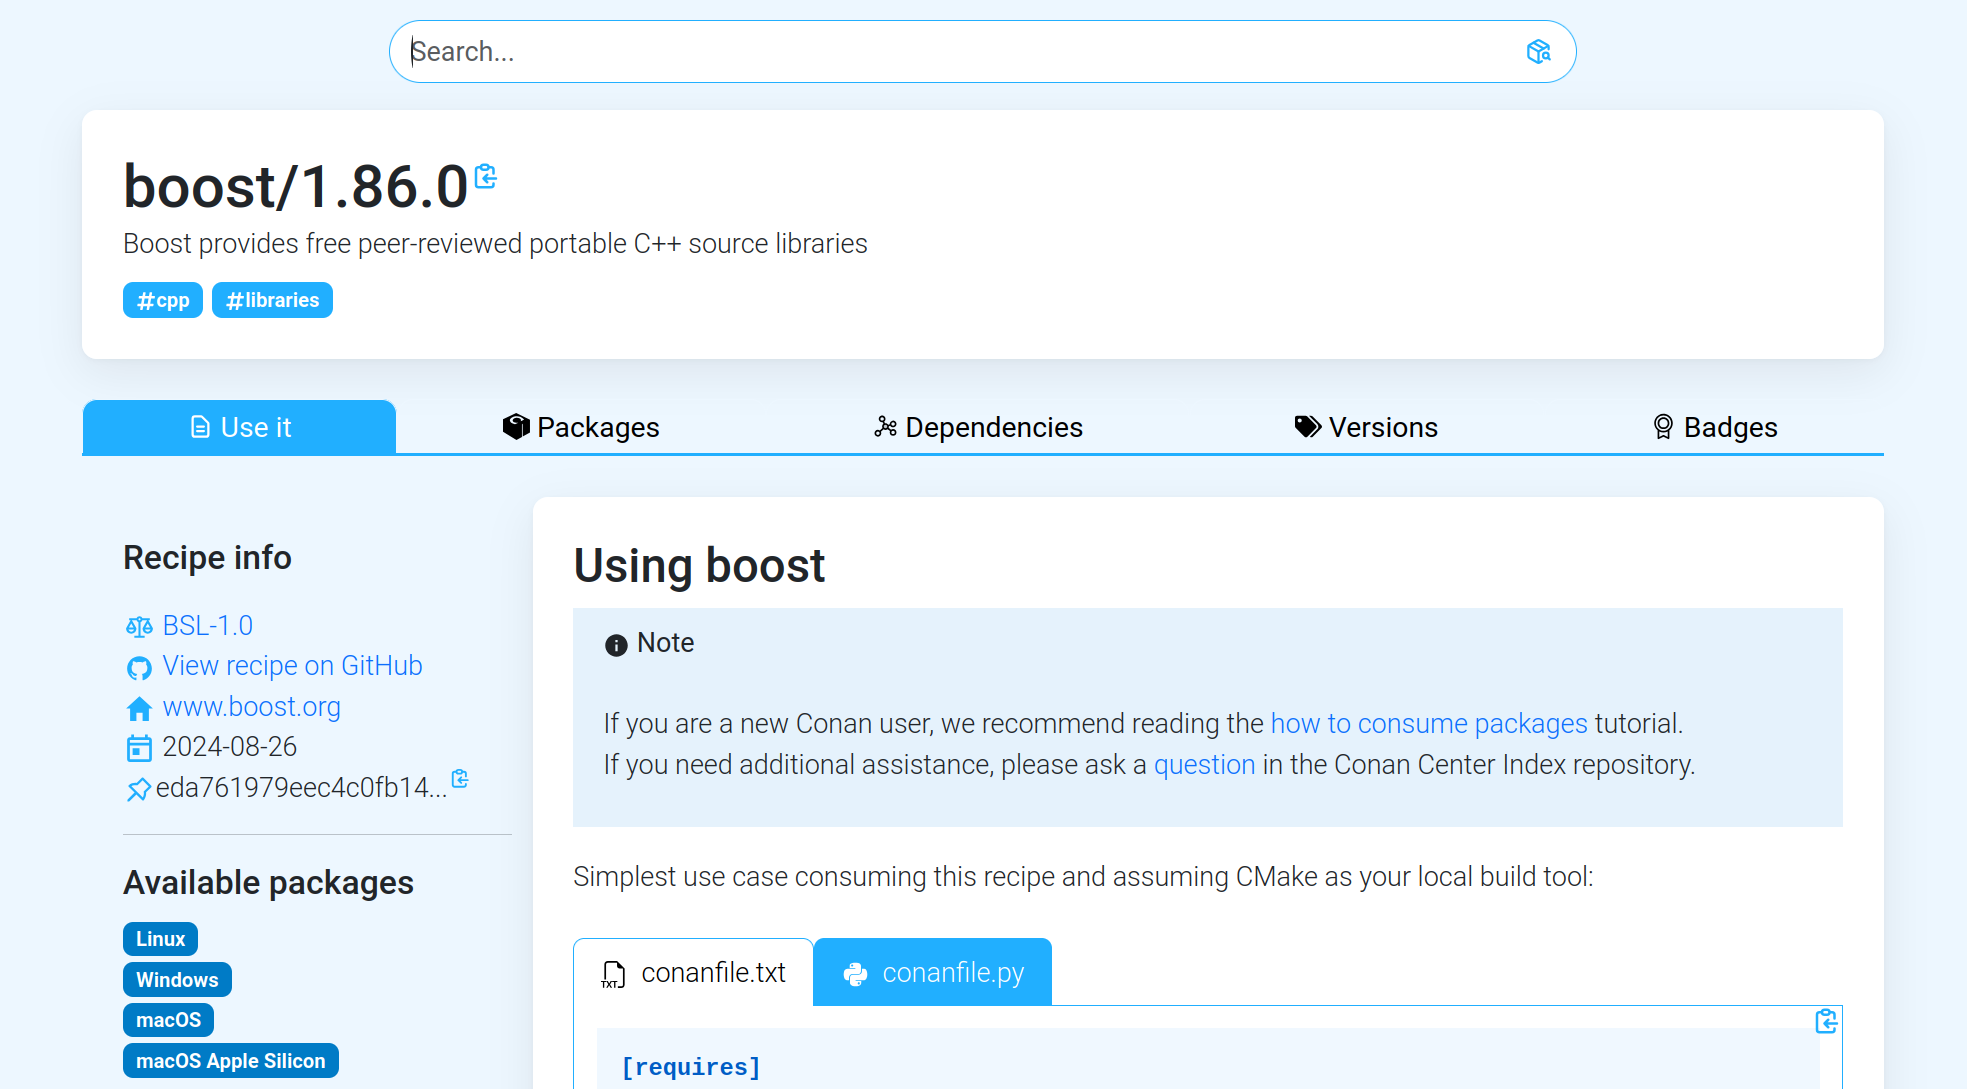 Search...
boost/1.86.0
Boost provides free peer-reviewed portable C++ source libraries
#cpp #libraries
Use it Packages Dependencies Versions Badges
Recipe info
BSL-1.0
View recipe on GitHub
www.boost.org
2024-08-26
eda761979eec4c0fb14...
Available packages
Linux
Windows
macOS
macOS Apple Silicon
Using boost
Note
If you are a new Conan user, we recommend reading the how to consume packages tutorial.
If you need additional assistance, please ask a question in the Conan Center Index repository.
Simplest use case consuming this recipe and assuming CMake as your local build tool:
TXT conanfile.txt conanfile.py
[requires]